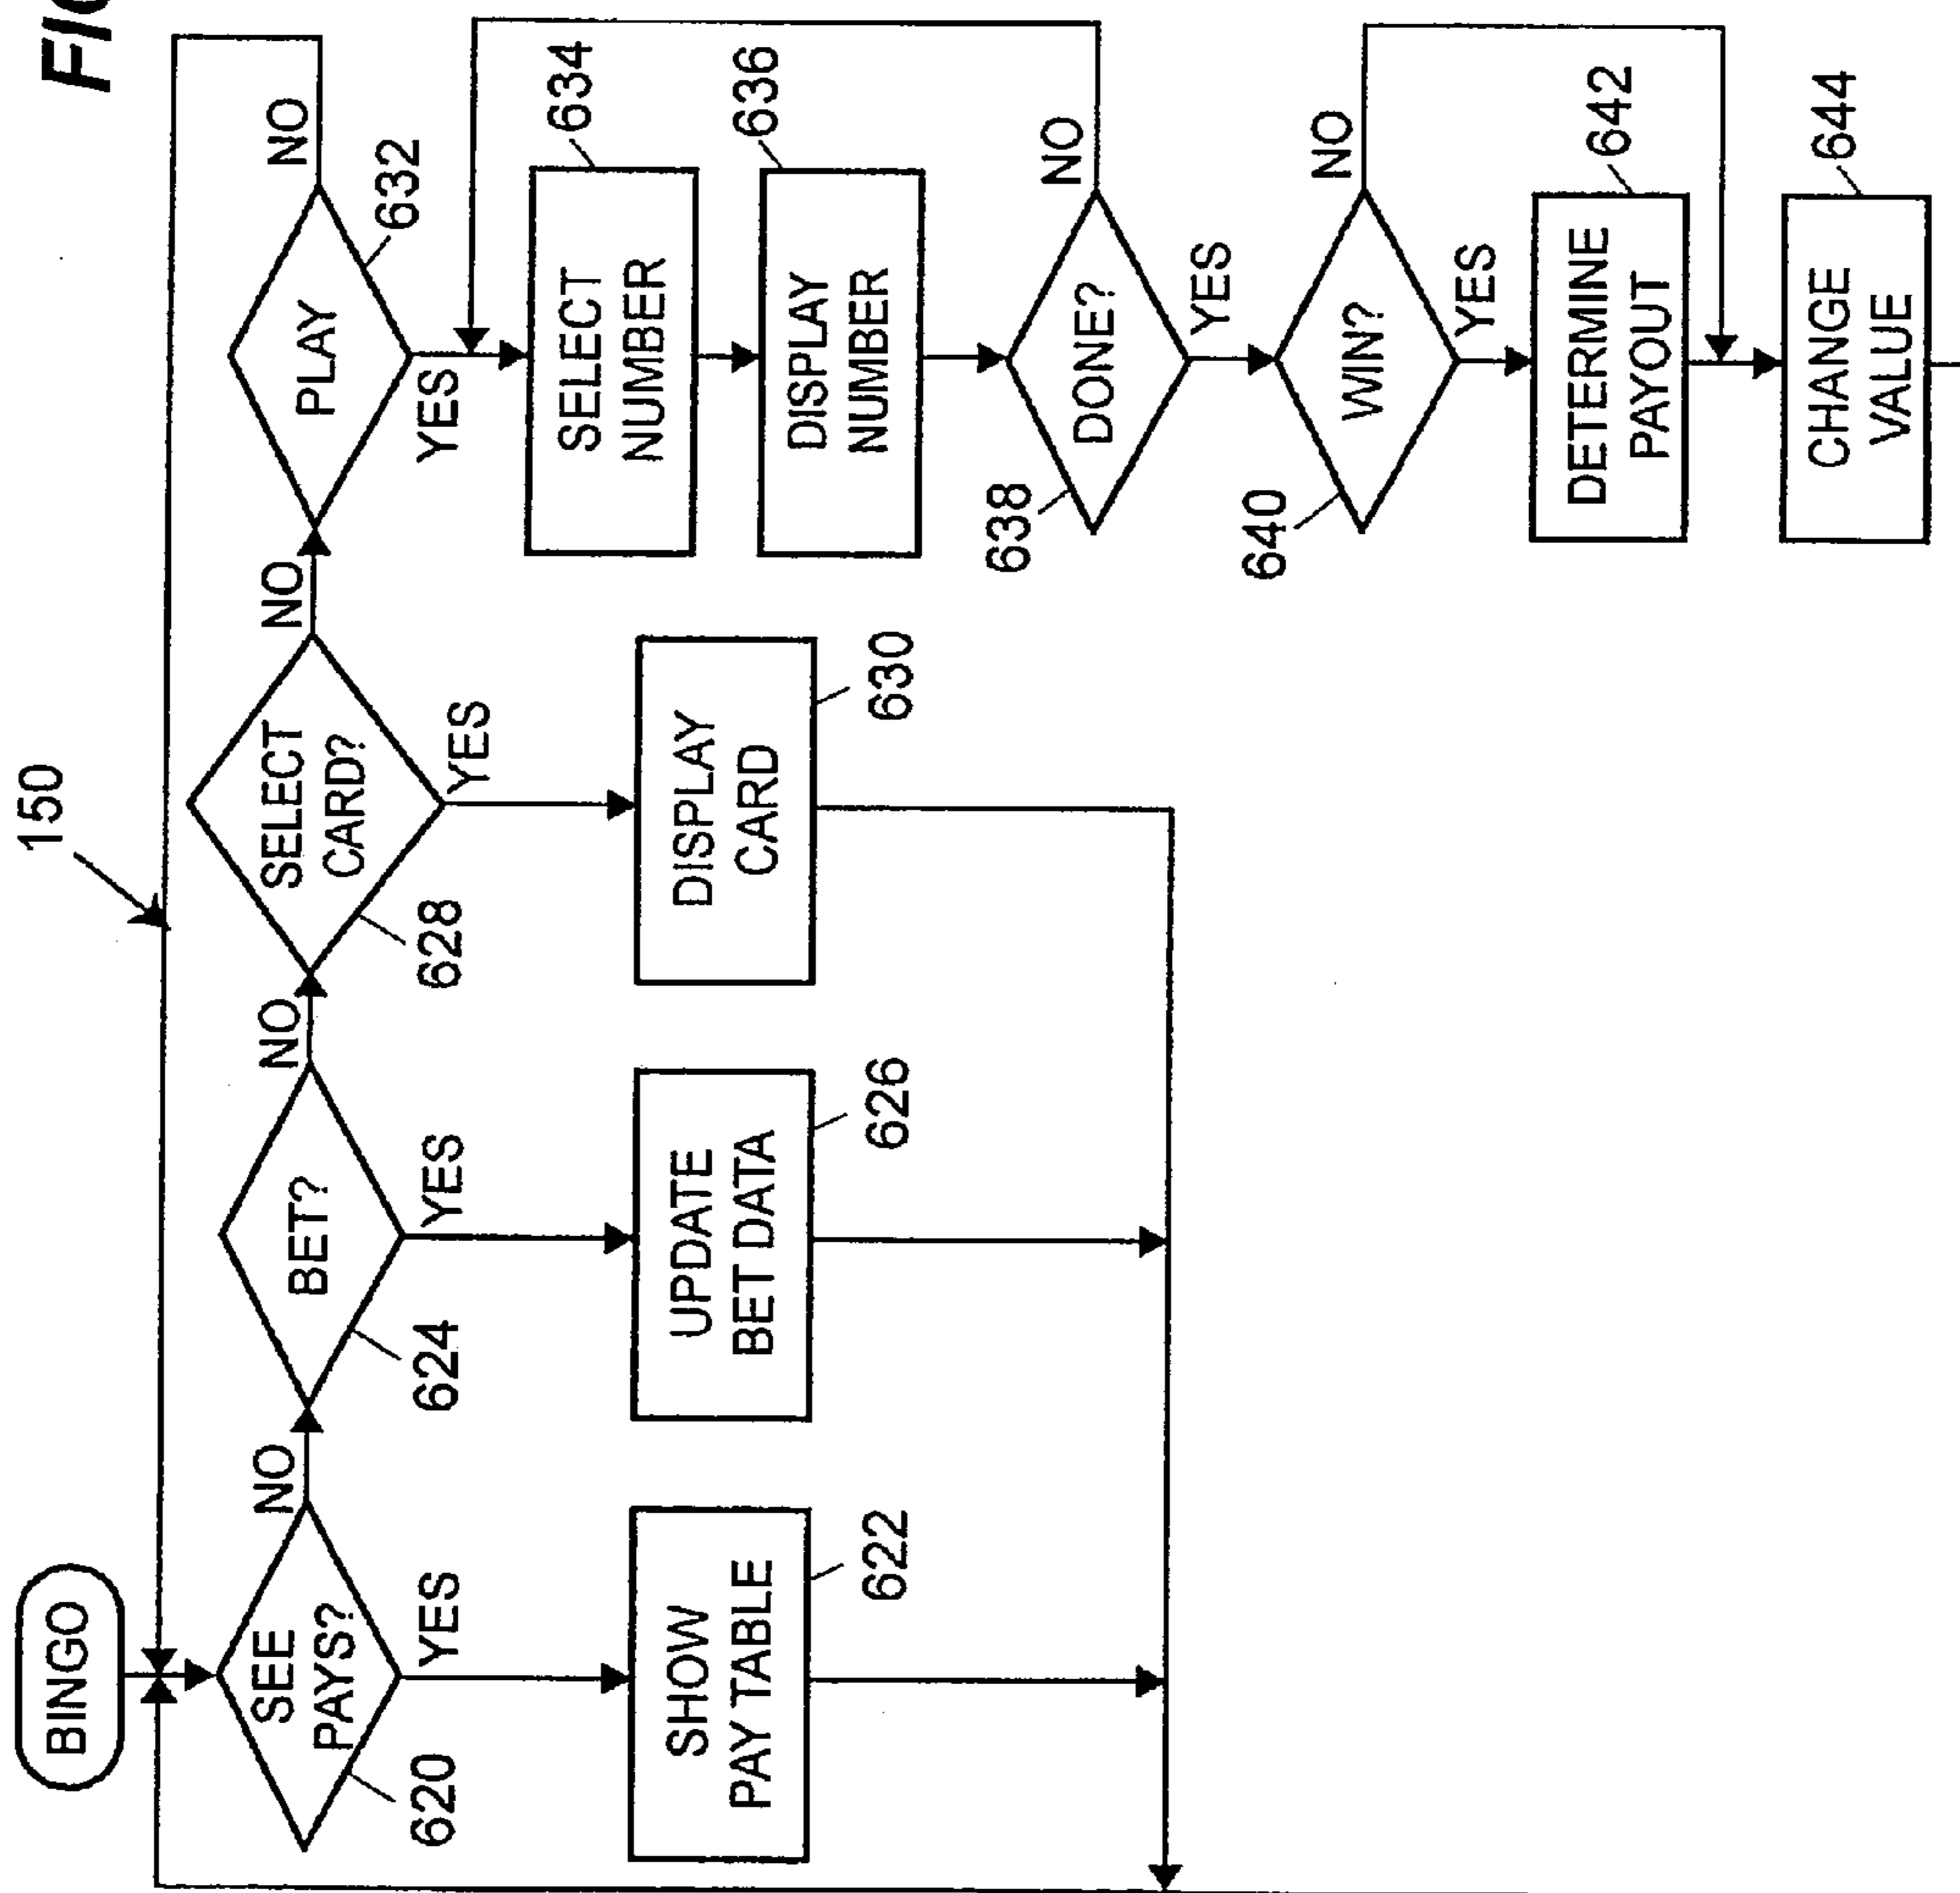 FIG
150
BINGO
SEE
PAYS?
620
NO
YES
SHOW
PAY TABLE
622
BET?
624
NO
YES
UPDATE
BET DATA
626
SELECT
CARD?
628
NO
YES
DISPLAY
CARD
630
PLAY
632
NO
YES
SELECT
NUMBER
634
DISPLAY
NUMBER
636
DONE?
638
NO
YES
WIN?
640
NO
YES
DETERMINE
PAYOUT
642
CHANGE
VALUE
644